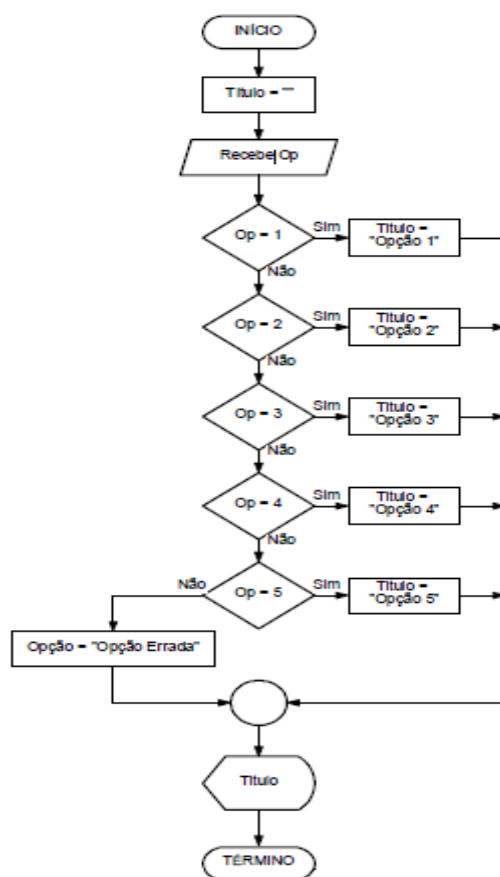 INÍCIO
Título = ""
Recebe Op
Op = 1
Sim
Título =
"Opção 1"
Não
Op = 2
Sim
Título =
"Opção 2"
Não
Op = 3
Sim
Título =
"Opção 3"
Não
Op = 4
Sim
Título =
"Opção 4"
Não
Não
Op = 5
Sim
Título =
"Opção 5"
Opção = "Opção Errada"
Título
TÉRMINO